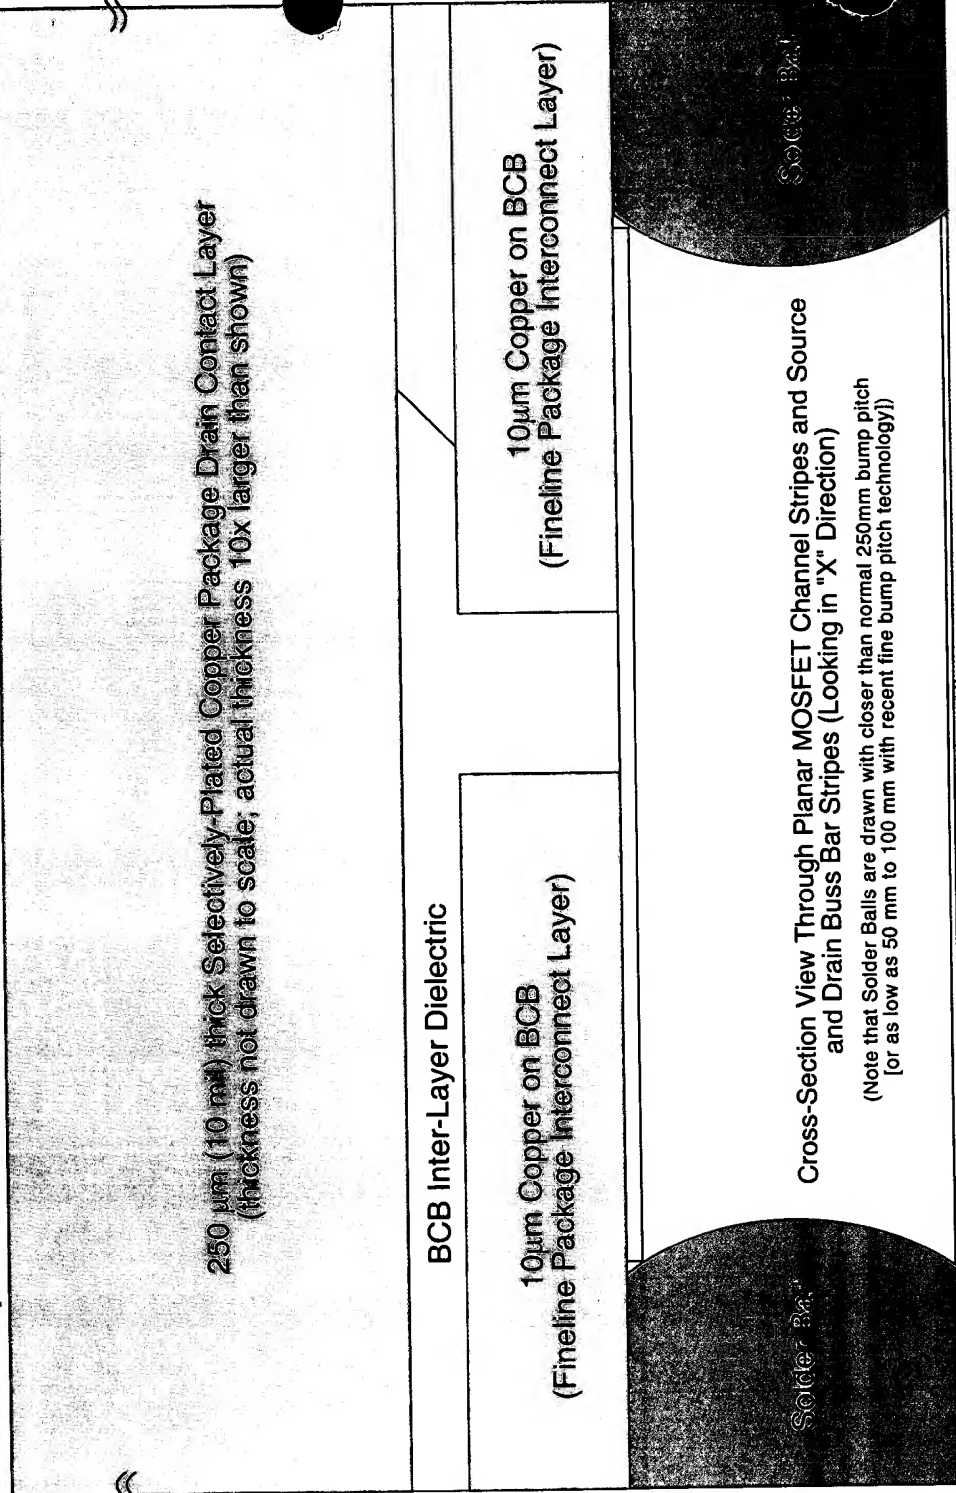 250 µm (10 mil) thick Selectively-Plated Copper Package Drain Contact Layer
(thickness not drawn to scale; actual thickness 10x larger than shown)
BCB Inter-Layer Dielectric
10µm Copper on BCB
(Fineline Package Interconnect Layer)
10µm Copper on BCB
(Fineline Package Interconnect Layer)
Solder Ball
Cross-Section View Through Planar MOSFET Channel Stripes and Source
and Drain Buss Bar Stripes (Looking in "X" Direction)
(Note that Solder Balls are drawn with closer than normal 250mm bump pitch
[or as low as 50 mm to 100 mm with recent fine bump pitch technology])
Solder Ball